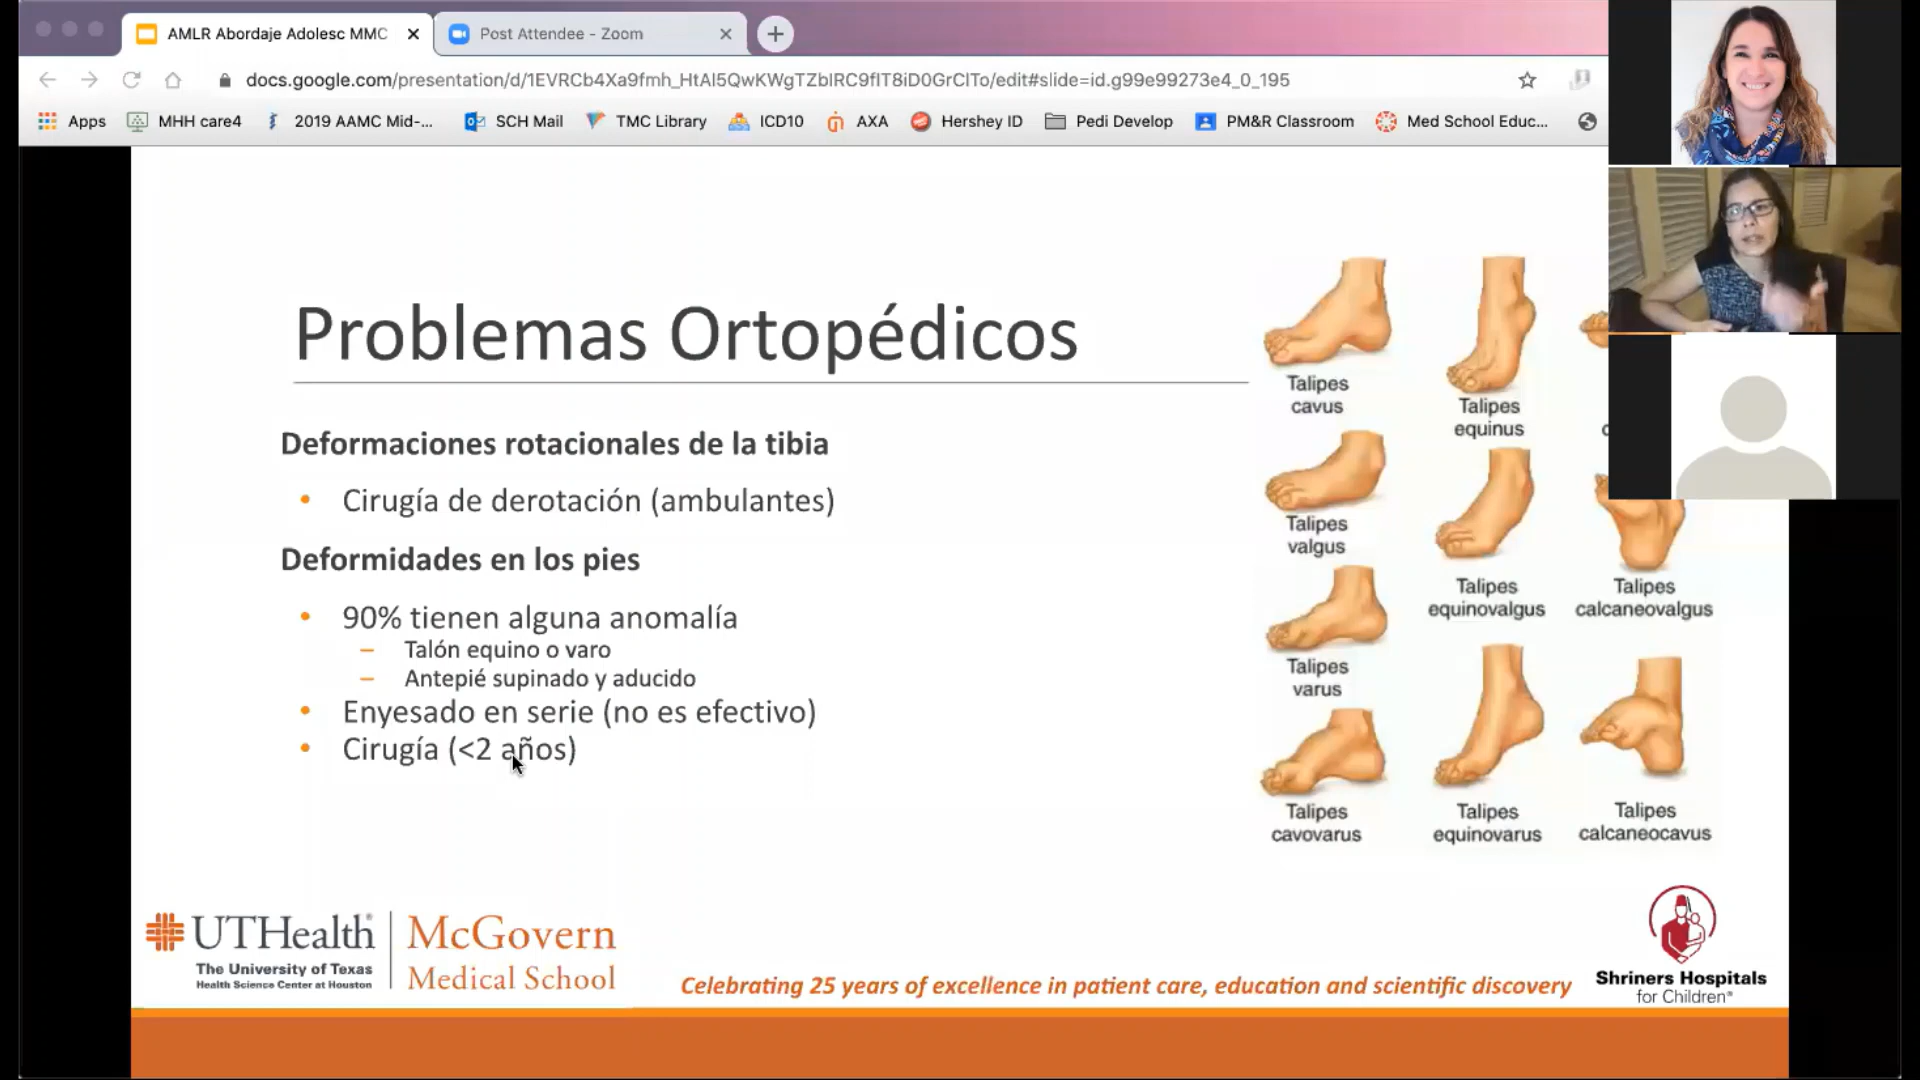 AMLR Abordaje Adolesc MMC
Post Attendee - Zoom
docs.google.com/presentation/d/1EVRCb4Xa9fmh_HtAl5QwKWgTZblRC9flT8iD0GrClTo/edit#slide=id.g99e99273e4_0_195
Apps
MHH care4
2019 AAMC Mid-...
SCH Mail
TMC Library
ICD10
AXA
Hershey ID
Pedi Develop
PM&R Classroom
Med School Educ...
Problemas Ortopédicos
Deformaciones rotacionales de la tibia
• Cirugía de derotación (ambulantes)
Deformidades en los pies
• 90% tienen alguna anomalía
– Talón equino o varo
– Antepié supinado y aducido
• Enyesado en serie (no es efectivo)
• Cirugía (<2 años)
Talipes
cavus
Talipes
equinus
Talipes
valgus
Talipes
equinovalgus
Talipes
calcaneovalgus
Talipes
varus
Talipes
cavovarus
Talipes
equinovarus
Talipes
calcaneocavus
UTHealth®
The University of Texas
Health Science Center at Houston
McGovern
Medical School
Celebrating 25 years of excellence in patient care, education and scientific discovery
Shriners Hospitals
for Children®